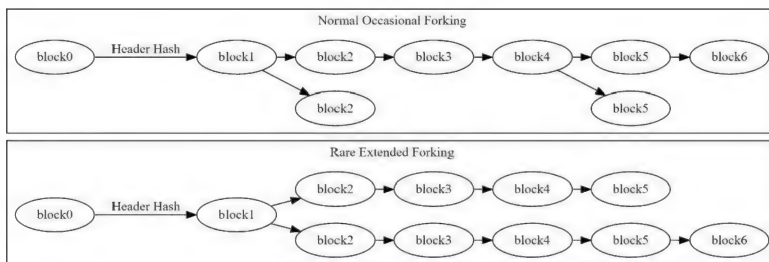 Normal Occasional Forking
block0 Header Hash block1 block2 block3 block4 block5 block6
block2 block5
Rare Extended Forking
block2 block3 block4 block5
block0 Header Hash block1
block2 block3 block4 block5 block6